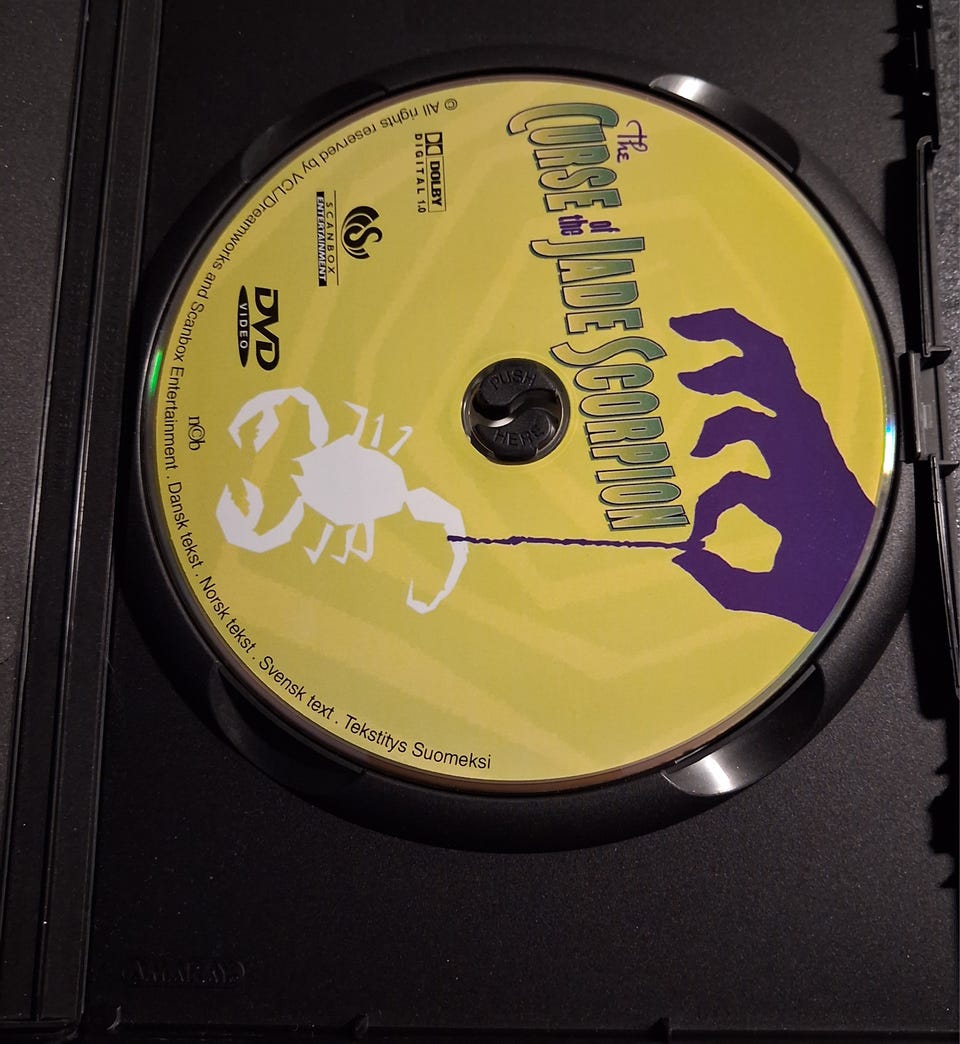 The
CURSE of the JADE SCORPION
DOLBY
DIGITAL 1.0
SCANBOX
ENTERTAINMENT
DVD
VIDEO
n©b
© All rights reserved by VCL/Dreamworks and Scanbox Entertainment . Dansk tekst . Norsk tekst . Svensk text . Tekstitys Suomeksi
PUSH
HERE
AMARAY